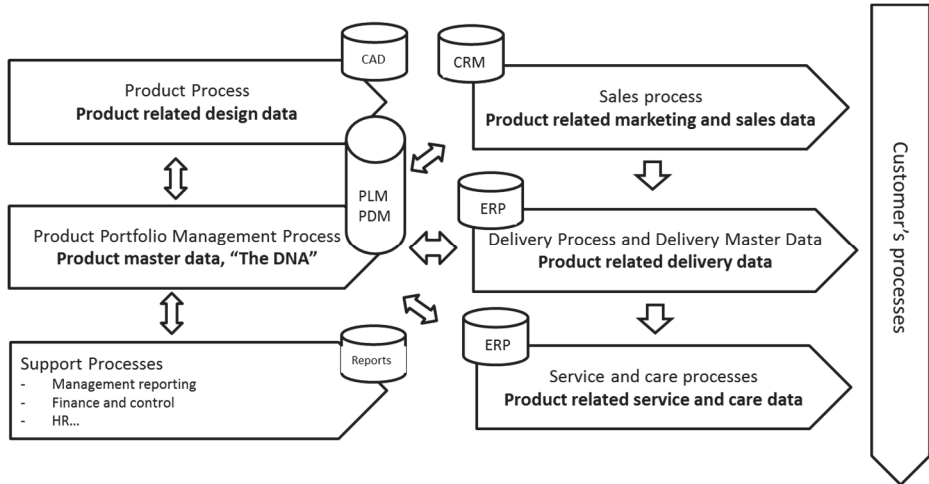 CAD
Product Process
Product related design data
PLM
PDM
Product Portfolio Management Process
Product master data, “The DNA”
Support Processes
- Management reporting
- Finance and control
- HR...
Reports
CRM
Sales process
Product related marketing and sales data
ERP
Delivery Process and Delivery Master Data
Product related delivery data
ERP
Service and care processes
Product related service and care data
Customer’s processes